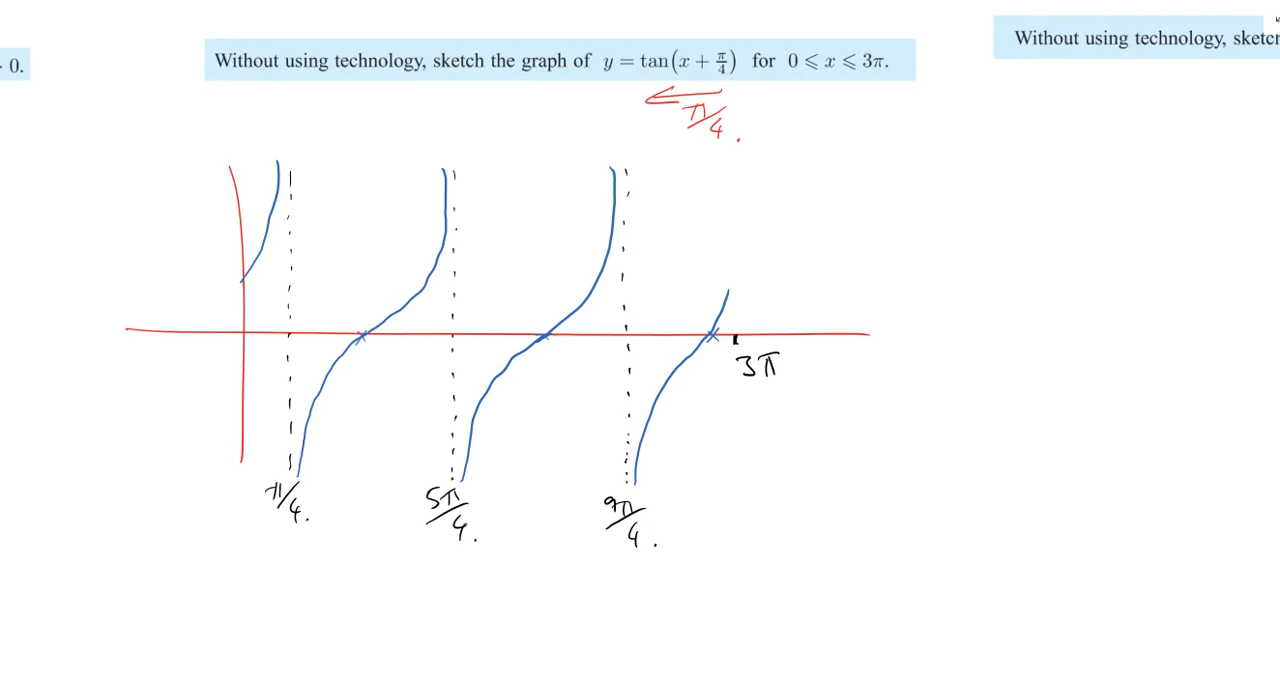 · 0.
Without using technology, sketch the graph of y = tan(x + π/4) for 0 ⩽ x ⩽ 3π.
Without using technology, sketch
π/4.
3π
π/4.
5π/4.
9π/4.